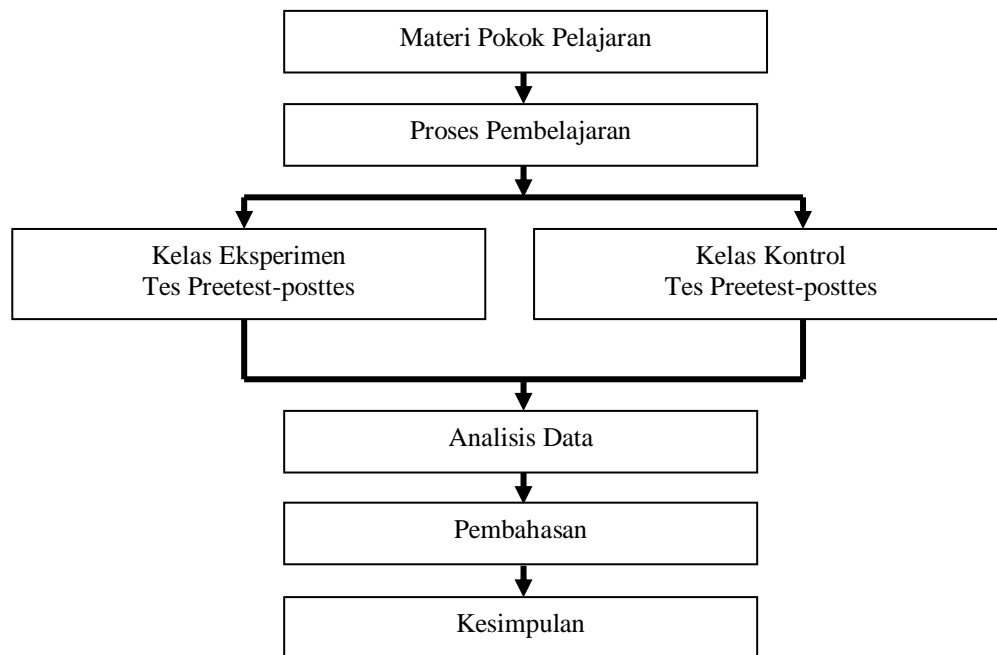 Materi Pokok Pelajaran
Proses Pembelajaran
Kelas Eksperimen
Tes Preetest-posttes
Kelas Kontrol
Tes Preetest-posttes
Analisis Data
Pembahasan
Kesimpulan